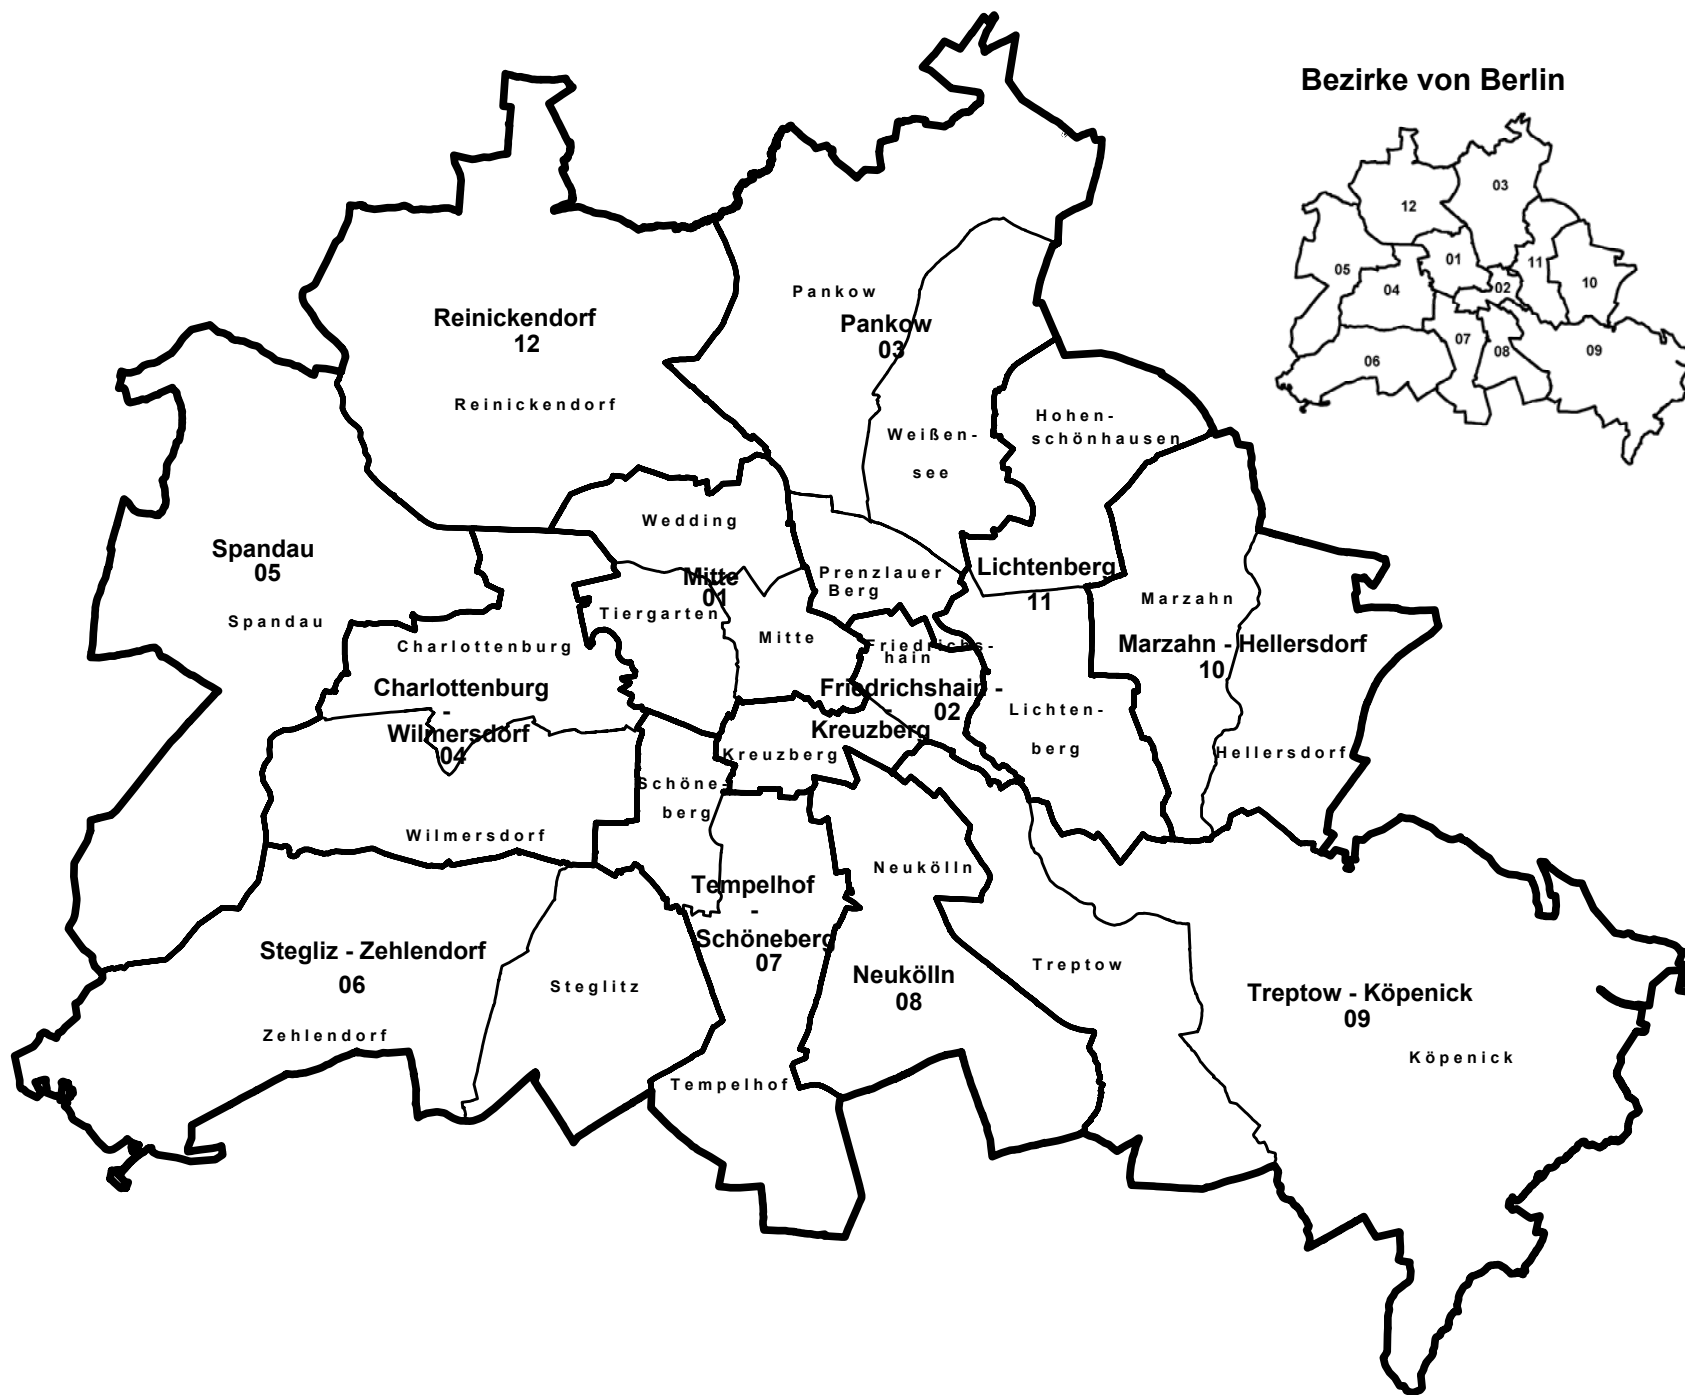 Bezirke von Berlin
03
12
01
11
05
10
04
02
07
08
09
06
Pankow
Pankow
03
Reinickendorf
12
Reinickendorf
Weißen-
see
Hohen-
schönhausen
Wedding
Spandau
05
Spandau
Mitte
01
Tiergarten
Mitte
Prenzlauer
Berg
Lichtenberg
11
Marzahn
Marzahn - Hellersdorf
10
Hellersdorf
Charlottenburg
Charlottenburg
-
Wilmersdorf
04
Wilmersdorf
Friedrichs-
hain
Friedrichshain -
-
02
Kreuzberg
Kreuzberg
Lichten-
berg
Schöne-
berg
Tempelhof
-
Schöneberg
07
Tempelhof
Neukölln
Neukölln
08
Stegliz - Zehlendorf
06
Zehlendorf
Steglitz
Treptow
Treptow - Köpenick
09
Köpenick